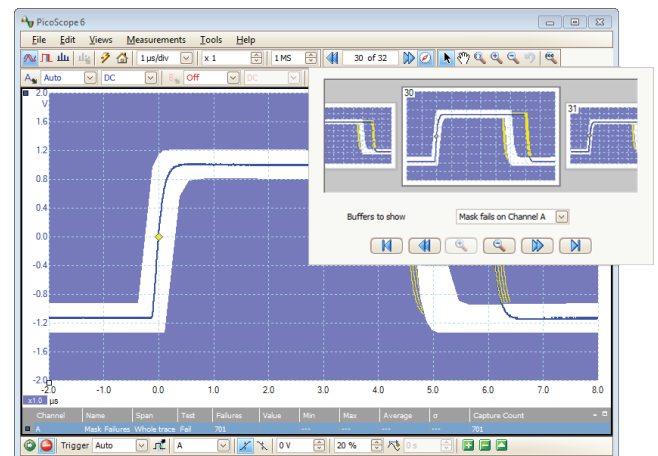 PicoScope 6
File Edit Views Measurements Tools Help
1 µs/div x 1 1 MS 30 of 32
A Auto DC B Off DC
30
31
Buffers to show Mask fails on Channel A
2.0
V
1.6
1.2
0.8
0.4
0.0
-0.4
-0.8
-1.2
-1.6
-2.0
-2.0 -1.0 0.0 1.0 2.0 3.0 4.0 5.0 6.0 7.0 8.0
x1.0 µs
Channel Name Span Test Failures Value Min Max Average σ Capture Count
A Mask Failures Whole trace Fail 701 --- --- --- --- 701
Trigger Auto A 0 V 20 % 0 s